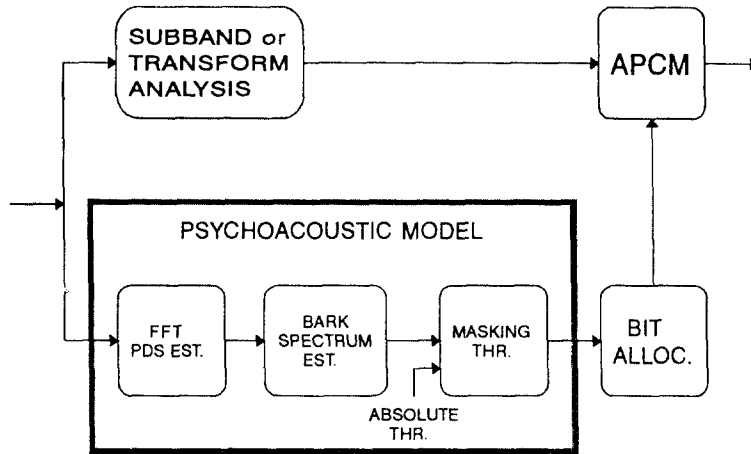 SUBBAND or
TRANSFORM
ANALYSIS
APCM
PSYCHOACOUSTIC MODEL
FFT
PDS EST.
BARK
SPECTRUM
EST.
MASKING
THR.
BIT
ALLOC.
ABSOLUTE
THR.